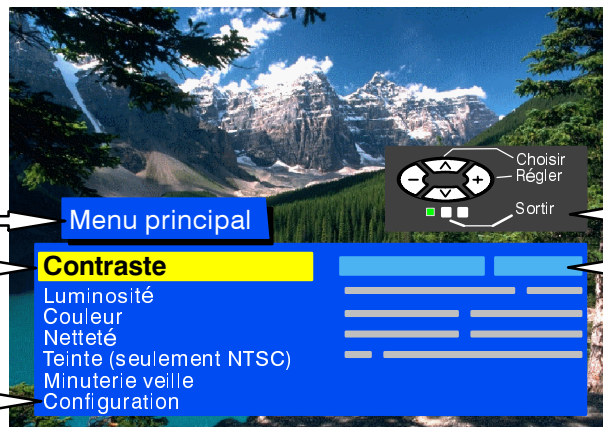 Choisir
Régler
Sortir
Menu principal
Contraste
Luminosité
Couleur
Netteté
Teinte (seulement NTSC)
Minuterie veille
Configuration